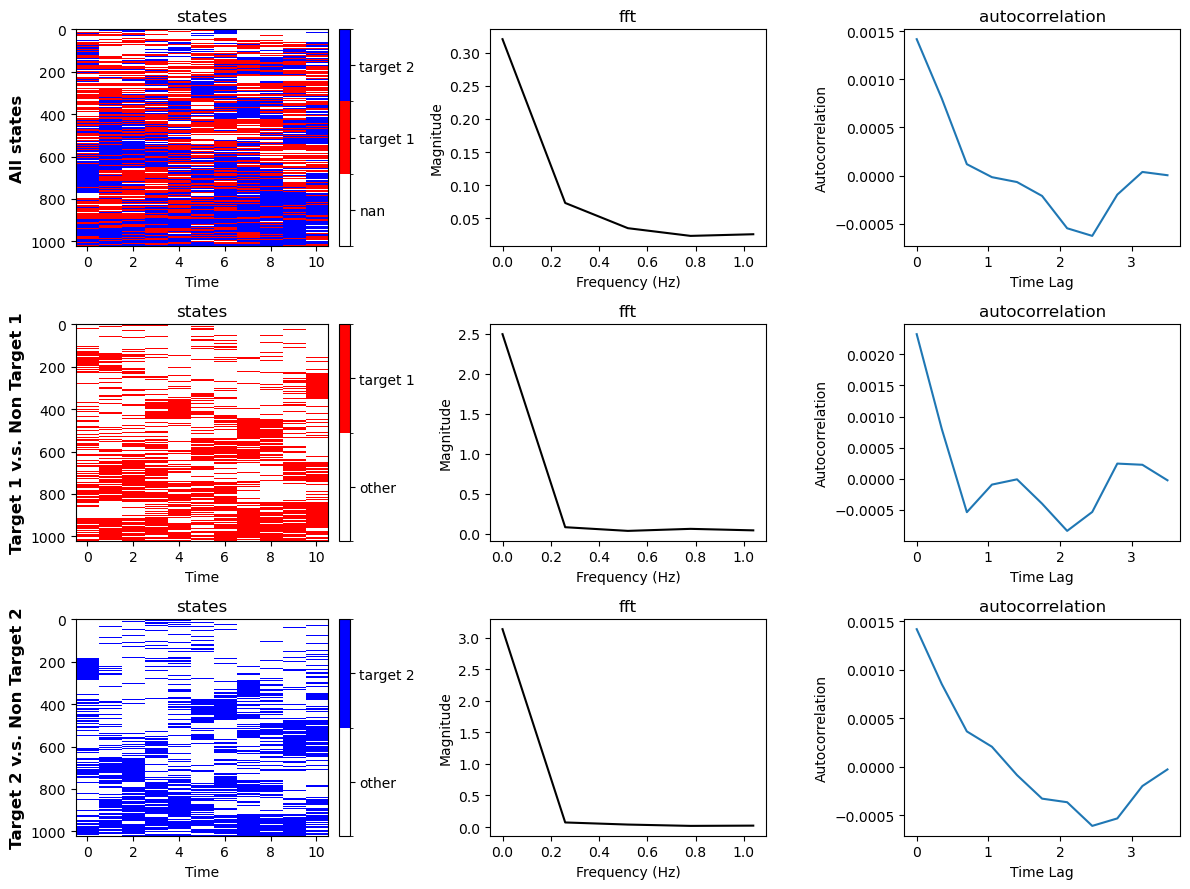 states
fft
autocorrelation
All states
0
200
400
600
800
1000
0 2 4 6 8 10
Time
target 2
target 1
nan
Magnitude
0.30
0.25
0.20
0.15
0.10
0.05
0.0 0.2 0.4 0.6 0.8 1.0
Frequency (Hz)
Autocorrelation
0.0015
0.0010
0.0005
0.0000
−0.0005
0 1 2 3
Time Lag
states
fft
autocorrelation
Target 1 v.s. Non Target 1
0
200
400
600
800
1000
0 2 4 6 8 10
Time
target 1
other
Magnitude
2.5
2.0
1.5
1.0
0.5
0.0
0.0 0.2 0.4 0.6 0.8 1.0
Frequency (Hz)
Autocorrelation
0.0020
0.0015
0.0010
0.0005
0.0000
−0.0005
0 1 2 3
Time Lag
states
fft
autocorrelation
Target 2 v.s. Non Target 2
0
200
400
600
800
1000
0 2 4 6 8 10
Time
target 2
other
Magnitude
3.0
2.5
2.0
1.5
1.0
0.5
0.0
0.0 0.2 0.4 0.6 0.8 1.0
Frequency (Hz)
Autocorrelation
0.0015
0.0010
0.0005
0.0000
−0.0005
0 1 2 3
Time Lag